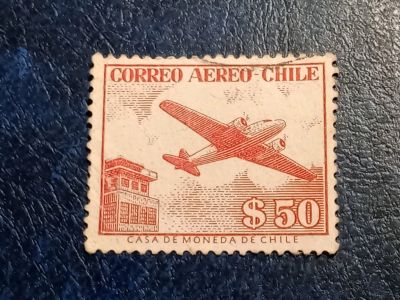 CORREO AEREO-CHILE
$50
CASA DE MONEDA DE CHILE